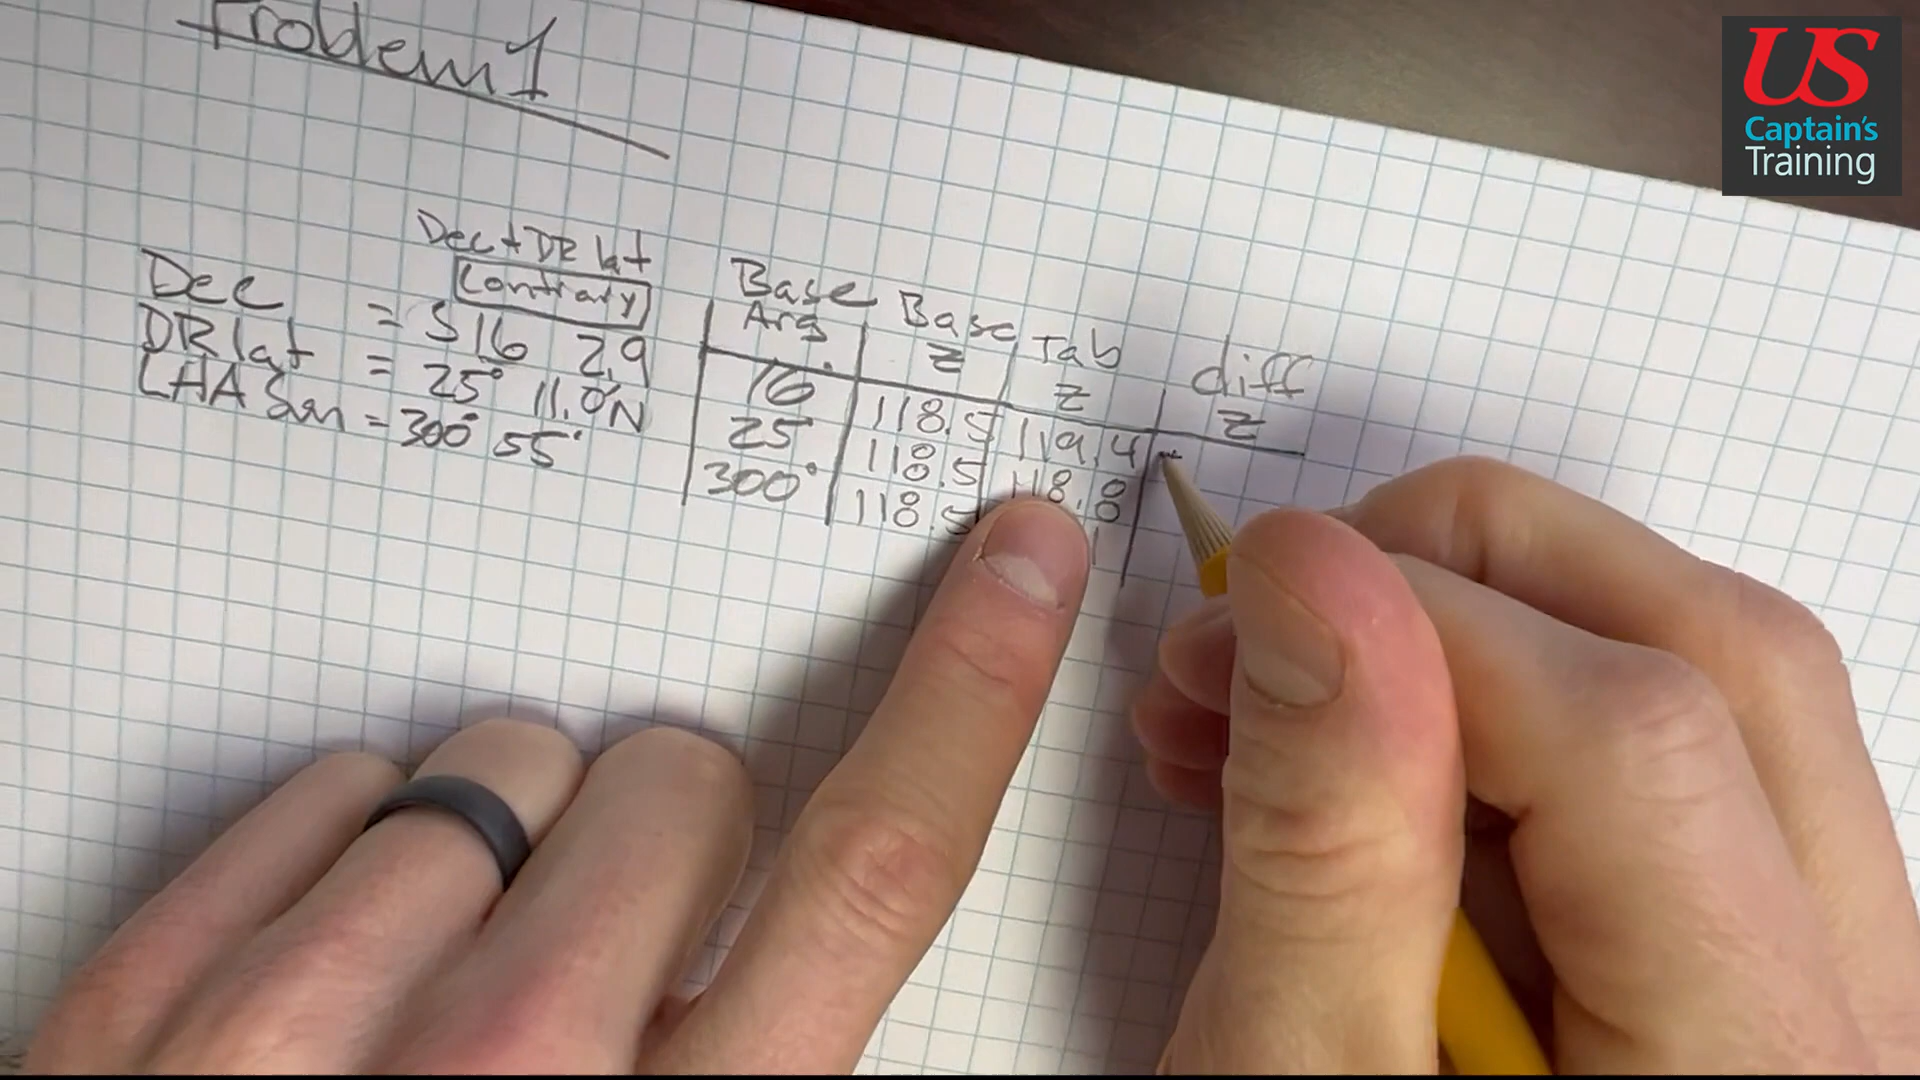 Problem 1
US
Captain's
Training
Dec + DR lat
Contrary
Dec = S 16 2.9
DR lat = 25° 11.0'N
LHA Sun = 300° 55'
Base Arg. Base z Tab z diff z
16 118.5 119.4 +
25 118.5 118.8
300° 118.5